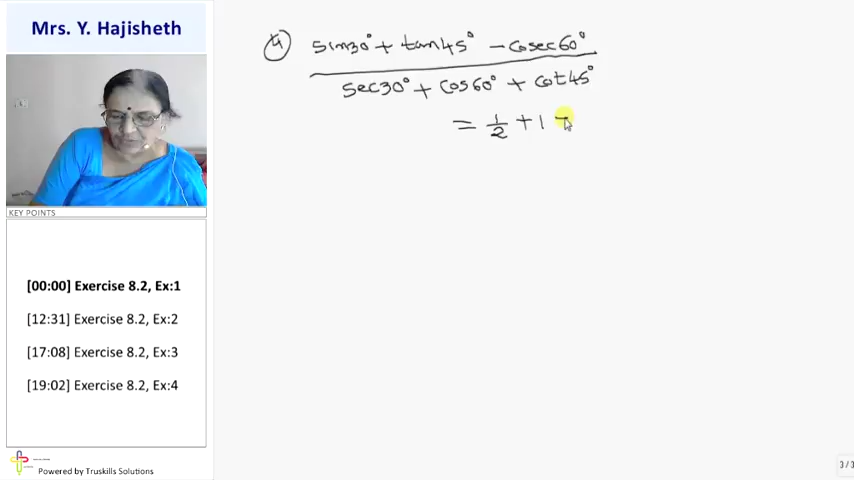 Mrs. Y. Hajisheth
KEY POINTS
[00:00] Exercise 8.2, Ex:1
[12:31] Exercise 8.2, Ex:2
[17:08] Exercise 8.2, Ex:3
[19:02] Exercise 8.2, Ex:4
Powered by Truskills Solutions
4 sin30° + tan45° - cosec60°
sec30° + cos60° + cot45°
= 1/2 + 1 -
3/3